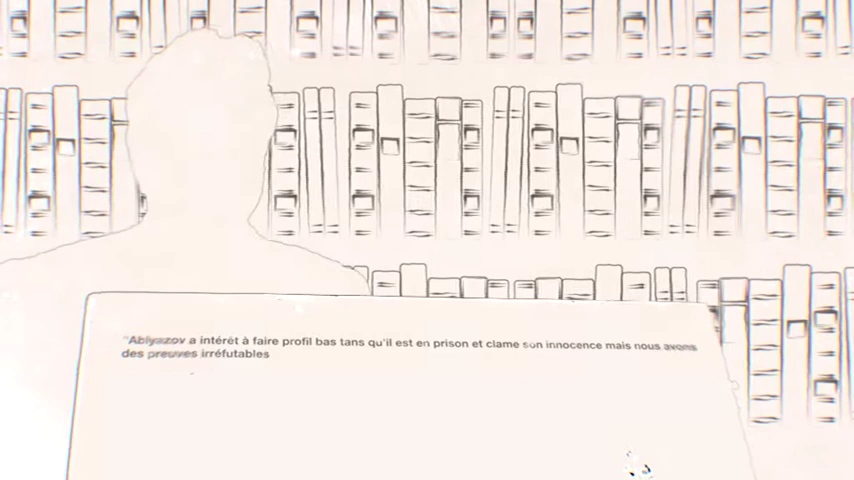 "Ablyazov a intérêt à faire profil bas tans qu'il est en prison et clame son innocence mais nous avons
des preuves irréfutables